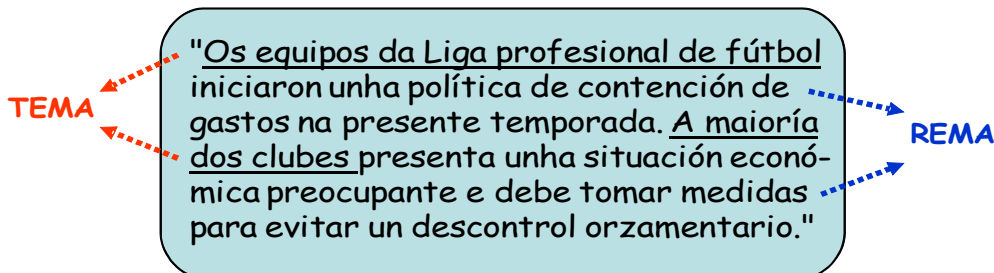 "Os equipos da Liga profesional de fútbol
iniciaron unha política de contención de
TEMA
gastos na presente temporada. A maioría
REMA
dos clubes presenta unha situación econó-
mica preocupante e debe tomar medidas
para evitar un descontrol orzamentario."